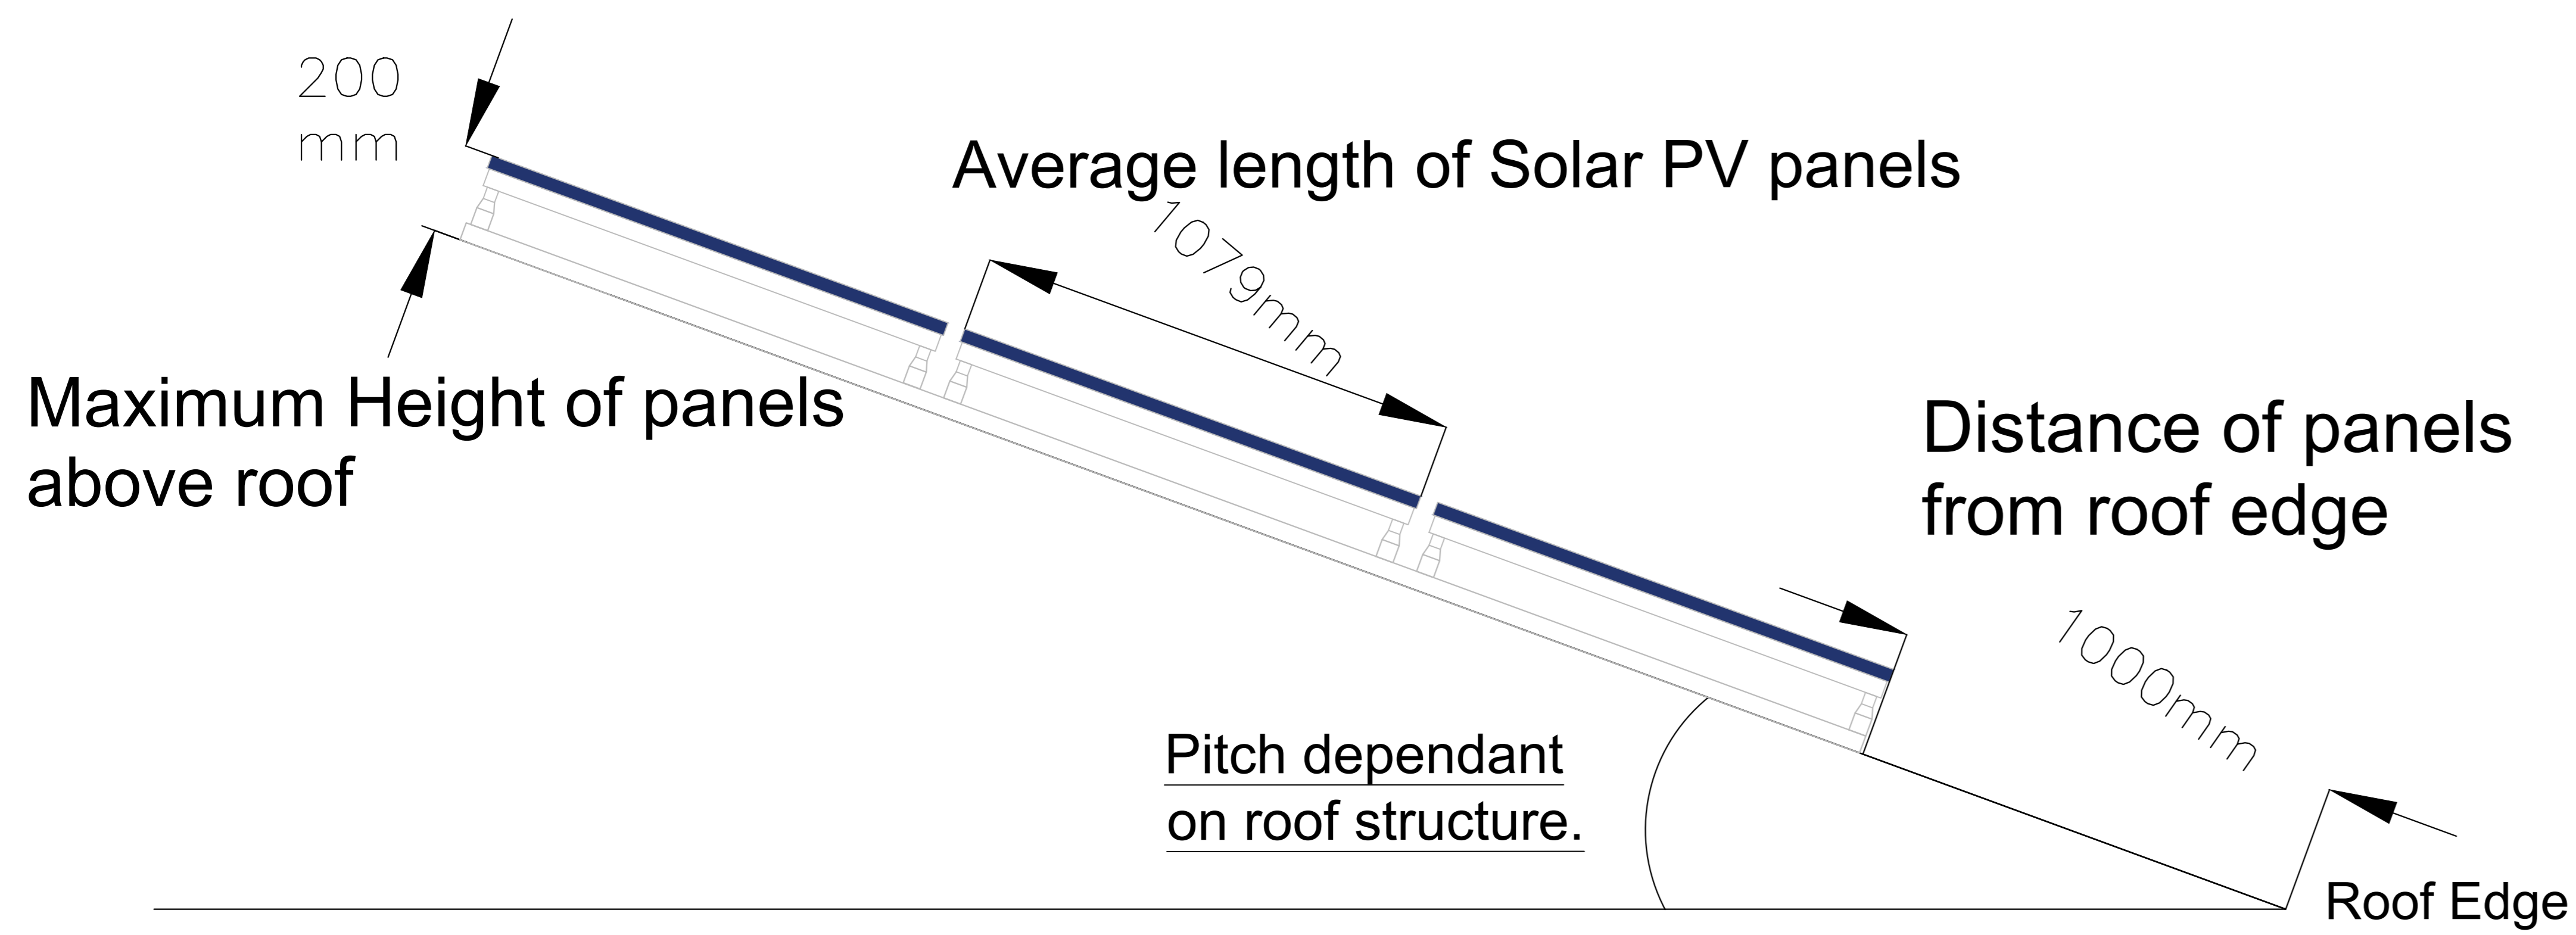 200
mm
Average length of Solar PV panels
1079mm
Maximum Height of panels
above roof
Distance of panels
from roof edge
1000mm
Pitch dependant
on roof structure.
Roof Edge